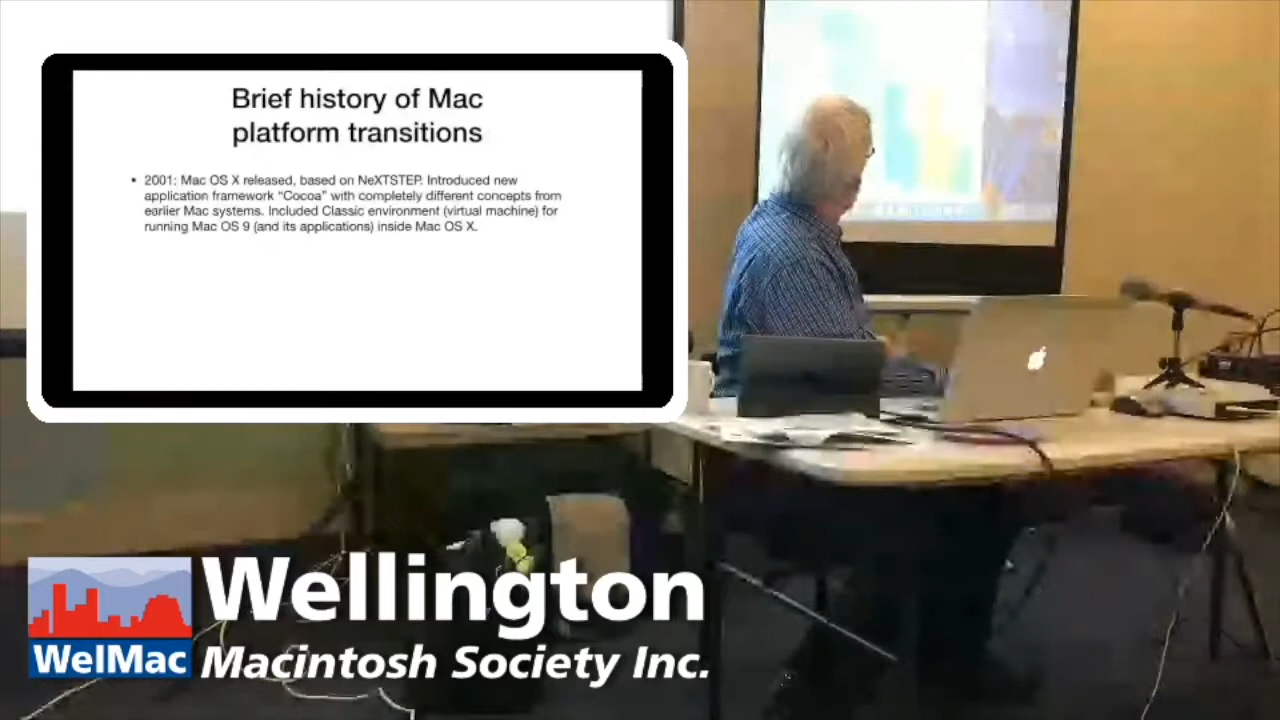 Brief history of Mac
platform transitions
• 2001: Mac OS X released, based on NeXTSTEP. Introduced new
application framework “Cocoa” with completely different concepts from
earlier Mac systems. Included Classic environment (virtual machine) for
running Mac OS 9 (and its applications) inside Mac OS X.
Wellington
WelMac
Macintosh Society Inc.